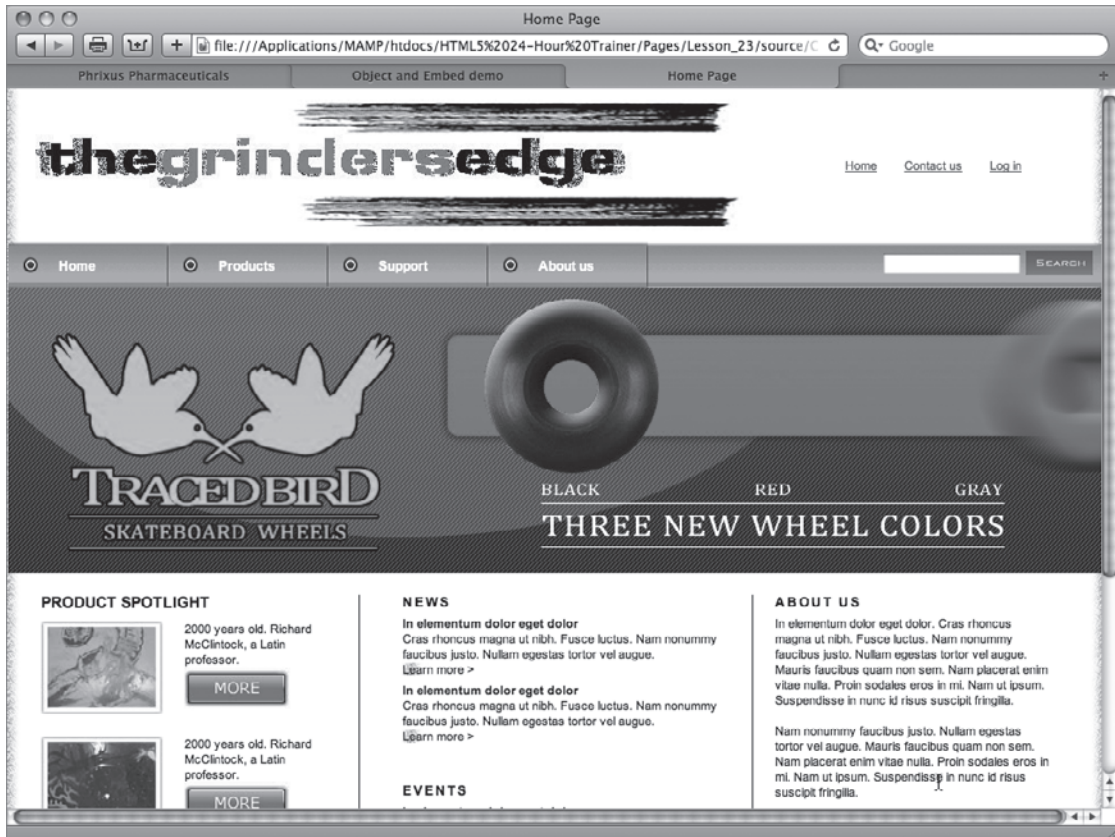 Home Page
file:///Applications/MAMP/htdocs/HTML5%2024-Hour%20Trainer/Pages/Lesson_23/source/C
Google
Phrixus Pharmaceuticals
Object and Embed demo
Home Page
thegrindersedge
Home
Contact us
Log in
Home
Products
Support
About us
SEARCH
TRACEDBIRD
SKATEBOARD WHEELS
BLACK RED GRAY
THREE NEW WHEEL COLORS
PRODUCT SPOTLIGHT
2000 years old. Richard
McClintock, a Latin
professor.
MORE
2000 years old. Richard
McClintock, a Latin
professor.
MORE
NEWS
In elementum dolor eget dolor
Cras rhoncus magna ut nibh. Fusce luctus. Nam nonummy
faucibus justo. Nullam egestas tortor vel augue.
Learn more >
In elementum dolor eget dolor
Cras rhoncus magna ut nibh. Fusce luctus. Nam nonummy
faucibus justo. Nullam egestas tortor vel augue.
Learn more >
EVENTS
ABOUT US
In elementum dolor eget dolor. Cras rhoncus
magna ut nibh. Fusce luctus. Nam nonummy
faucibus justo. Nullam egestas tortor vel augue.
Mauris faucibus quam non sem. Nam placerat enim
vitae nulla. Proin sodales eros in mi. Nam ut ipsum.
Suspendisse in nunc id risus suscipit fringilla.
Nam nonummy faucibus justo. Nullam egestas
tortor vel augue. Mauris faucibus quam non sem.
Nam placerat enim vitae nulla. Proin sodales eros in
mi. Nam ut ipsum. Suspendisse in nunc id risus
suscipit fringilla.